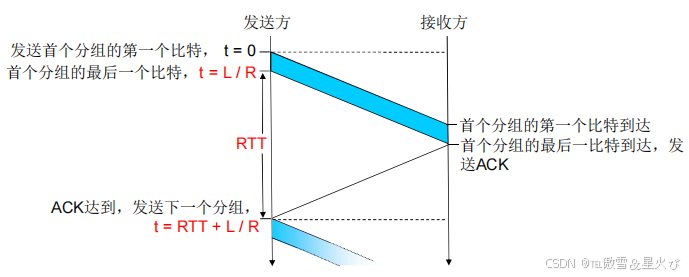 发送方
接收方
发送首个分组的第一个比特， t = 0
首个分组的最后一个比特，t = L / R
RTT
首个分组的第一个比特到达
首个分组的最后一比特到达，发
送ACK
ACK达到，发送下一个分组，
t = RTT + L / R